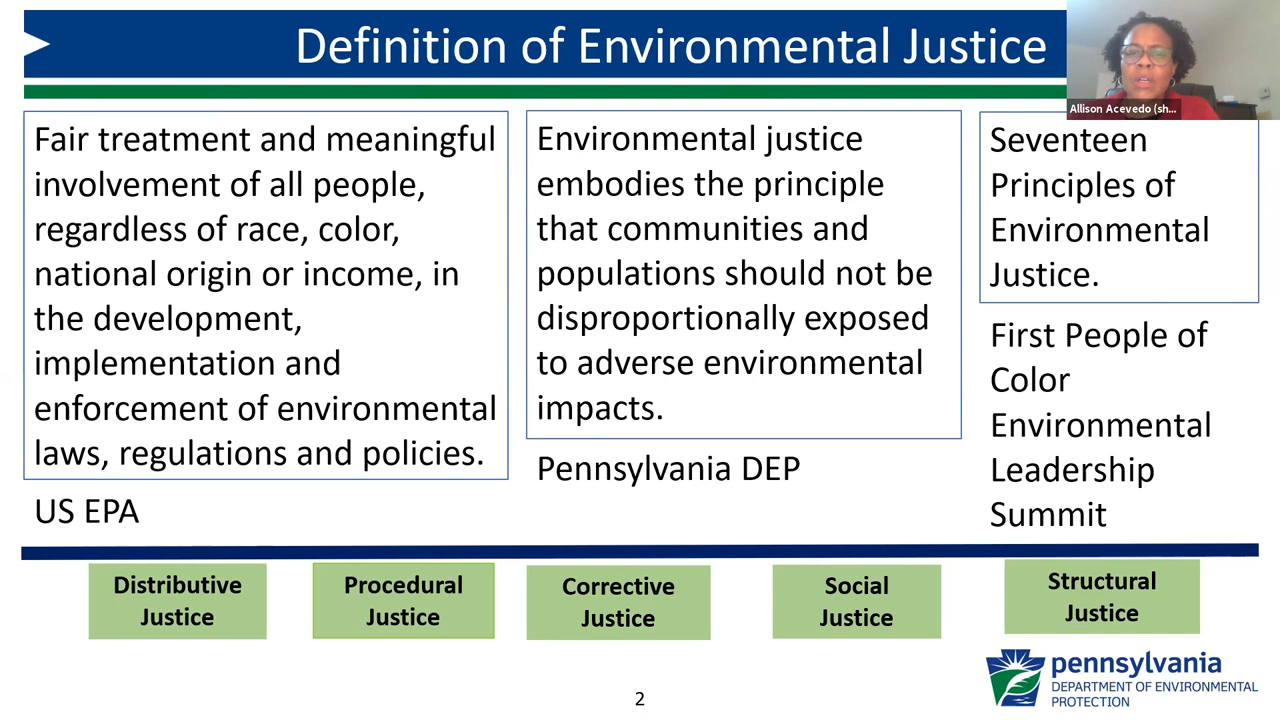 Definition of Environmental Justice
Allison Acevedo (sh...
Fair treatment and meaningful
involvement of all people,
regardless of race, color,
national origin or income, in
the development,
implementation and
enforcement of environmental
laws, regulations and policies.
US EPA
Environmental justice
embodies the principle
that communities and
populations should not be
disproportionally exposed
to adverse environmental
impacts.
Pennsylvania DEP
Seventeen
Principles of
Environmental
Justice.
First People of
Color
Environmental
Leadership
Summit
Distributive
Justice
Procedural
Justice
Corrective
Justice
Social
Justice
Structural
Justice
pennsylvania
DEPARTMENT OF ENVIRONMENTAL
PROTECTION
2